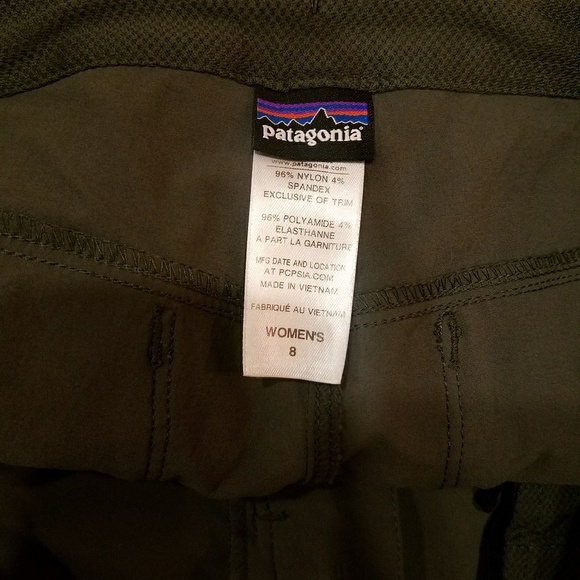 patagonia®
www.patagonia.com
96% NYLON 4%
SPANDEX
EXCLUSIVE OF TRIM
96% POLYAMIDE 4%
ELASTHANNE
A PART LA GARNITURE
MFG DATE AND LOCATION
AT PCPSIA.COM
MADE IN VIETNAM
FABRIQUÉ AU VIETNAM
WOMEN'S
8